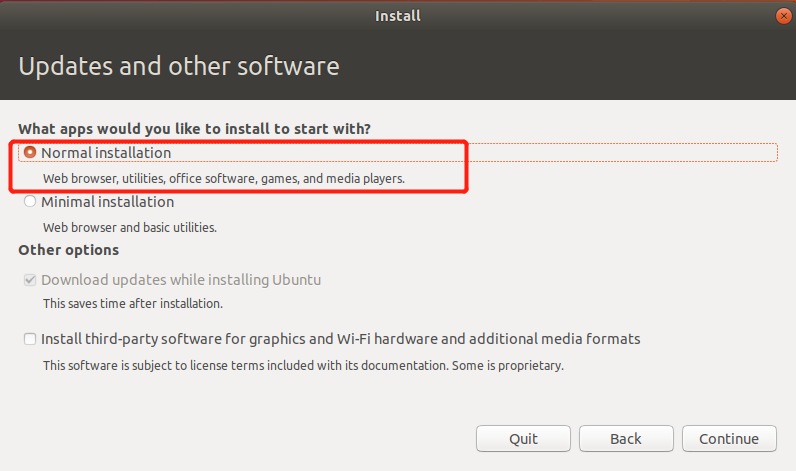 Install
Updates and other software
What apps would you like to install to start with?
Normal installation
Web browser, utilities, office software, games, and media players.
Minimal installation
Web browser and basic utilities.
Other options
Download updates while installing Ubuntu
This saves time after installation.
Install third-party software for graphics and Wi-Fi hardware and additional media formats
This software is subject to license terms included with its documentation. Some is proprietary.
Quit Back Continue